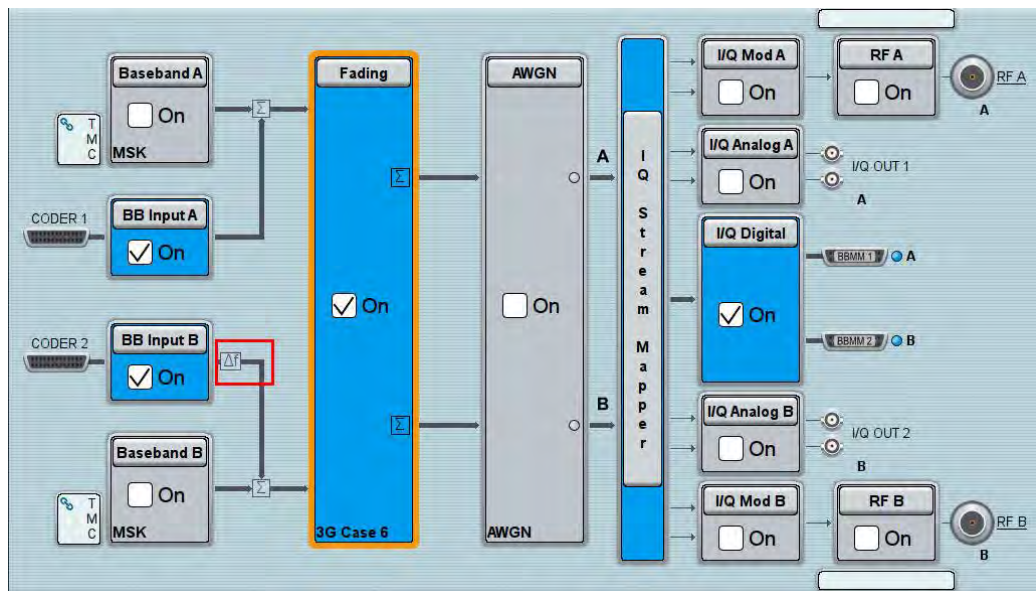 Baseband A
On
T
M
C
MSK
CODER 1
BB Input A
On
CODER 2
BB Input B
On
Δf
Baseband B
On
T
M
C
MSK
Σ
Σ
Fading
On
Σ
Σ
3G Case 6
AWGN
On
AWGN
A
B
I Q Stream Mapper
I/Q Mod A
On
RF A
On
RF A
A
I/Q Analog A
On
I/Q OUT 1
A
I/Q Digital
On
BBMM 1
A
BBMM 2
B
I/Q Analog B
On
I/Q OUT 2
B
I/Q Mod B
On
RF B
On
RF B
B